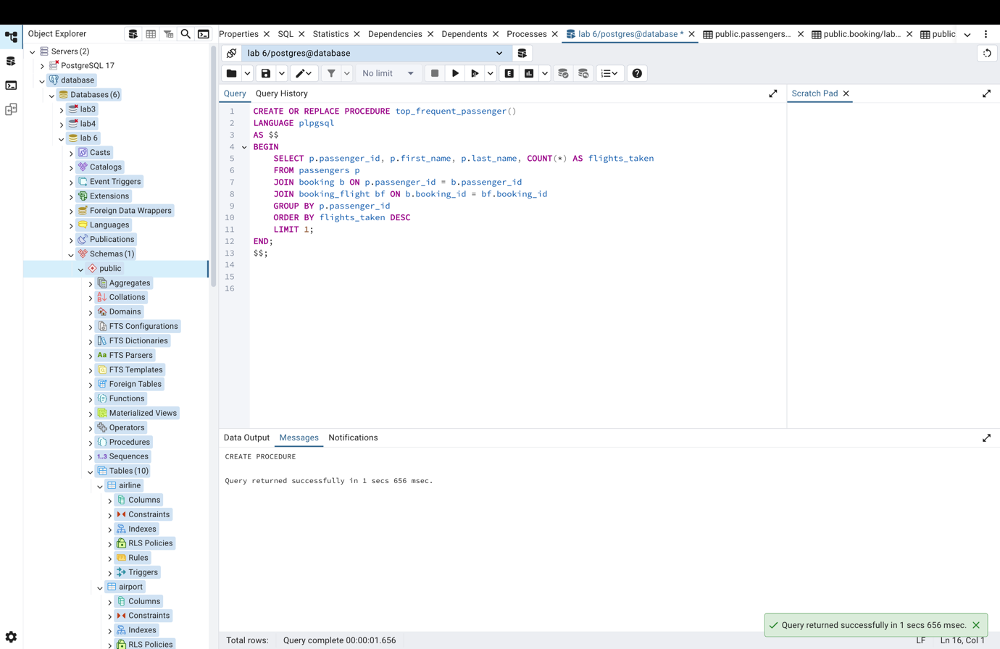 Object Explorer
Properties
SQL
Statistics
Dependencies
Dependents
Processes
lab 6/postgres@database *
public.passengers...
public.booking/lab...
public
Servers (2)
PostgreSQL 17
database
Databases (6)
lab3
lab4
lab 6
Casts
Catalogs
Event Triggers
Extensions
Foreign Data Wrappers
Languages
Publications
Schemas (1)
public
Aggregates
Collations
Domains
FTS Configurations
FTS Dictionaries
Aa FTS Parsers
FTS Templates
Foreign Tables
Functions
Materialized Views
Operators
Procedures
1..3 Sequences
Tables (10)
airline
Columns
Constraints
Indexes
RLS Policies
Rules
Triggers
airport
Columns
Constraints
Indexes
RLS Policies
lab 6/postgres@database
No limit
E
Query
Query History
Scratch Pad
1 CREATE OR REPLACE PROCEDURE top_frequent_passenger()
2 LANGUAGE plpgsql
3 AS $$
4 BEGIN
5 SELECT p.passenger_id, p.first_name, p.last_name, COUNT(*) AS flights_taken
6 FROM passengers p
7 JOIN booking b ON p.passenger_id = b.passenger_id
8 JOIN booking_flight bf ON b.booking_id = bf.booking_id
9 GROUP BY p.passenger_id
10 ORDER BY flights_taken DESC
11 LIMIT 1;
12 END;
13 $$;
14
15
16
Data Output
Messages
Notifications
CREATE PROCEDURE
Query returned successfully in 1 secs 656 msec.
Query returned successfully in 1 secs 656 msec.
Total rows:
Query complete 00:00:01.656
LF
Ln 16, Col 1